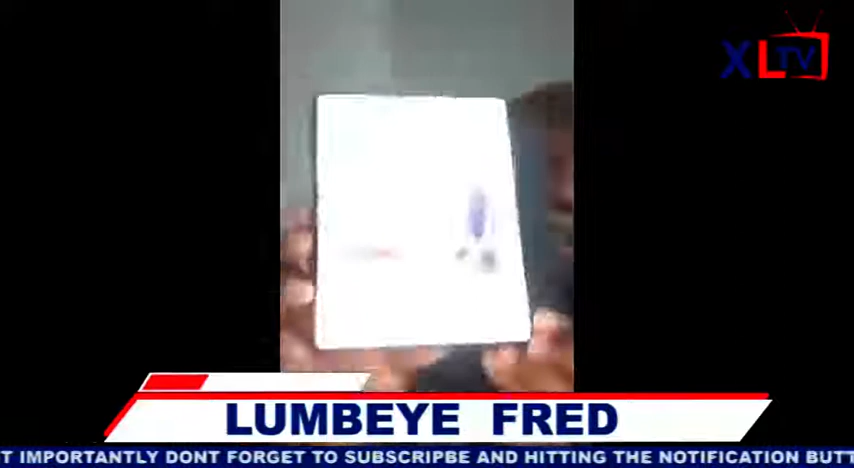 XLTV
LUMBEYE FRED
T IMPORTANTLY DONT FORGET TO SUBSCRIPBE AND HITTING THE NOTIFICATION BUTT